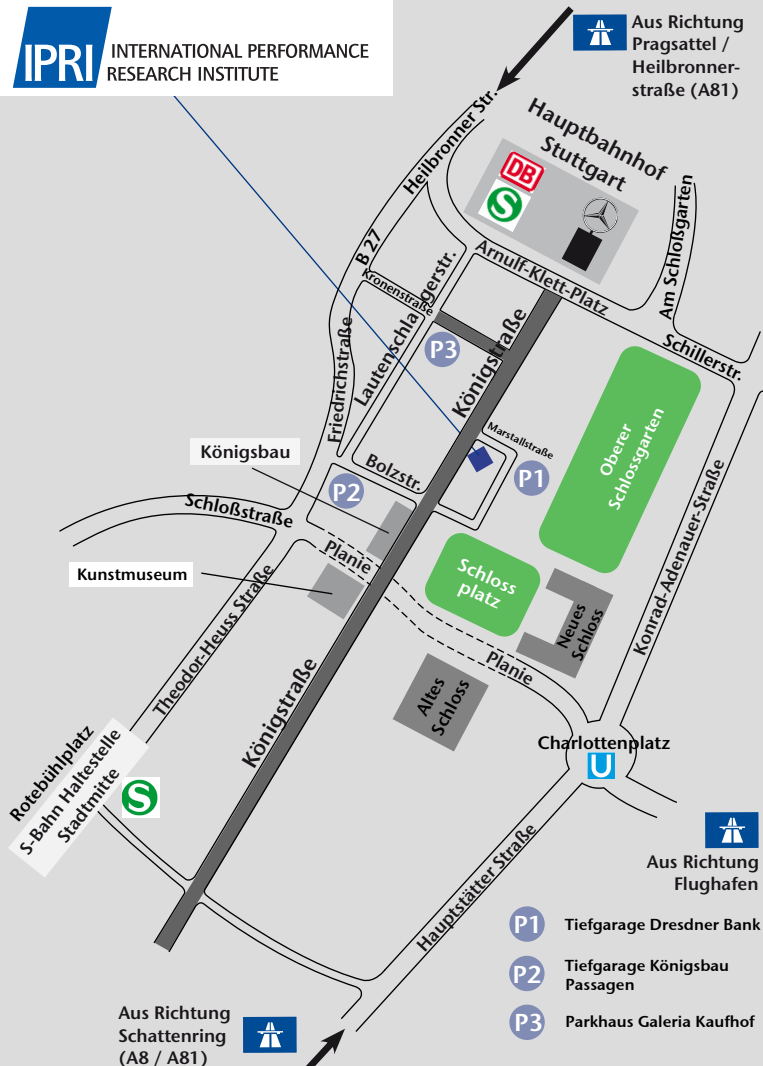 IPRI
INTERNATIONAL PERFORMANCE
RESEARCH INSTITUTE
Aus Richtung
Pragsattel /
Heilbronner-
straße (A81)
Heilbronner Str.
Hauptbahnhof
Stuttgart
DB
S
Am Schloßgarten
B 27
Arnulf-Klett-Platz
Kronenstraße
Lautenschlagerstr.
Schillerstr.
P3
Königstraße
Friedrichstraße
Marstallstraße
Oberer
Schlossgarten
Königsbau
Bolzstr.
P1
P2
Schloßstraße
Konrad-Adenauer-Straße
Planie
Kunstmuseum
Schloss
platz
Neues
Schloss
Theodor-Heuss Straße
Planie
Altes
Schloss
Königstraße
Charlottenplatz
U
Rotebühlplatz
S-Bahn Haltestelle
Stadtmitte
S
Aus Richtung
Flughafen
Hauptstätter Straße
P1 Tiefgarage Dresdner Bank
P2 Tiefgarage Königsbau
Passagen
P3 Parkhaus Galeria Kaufhof
Aus Richtung
Schattenring
(A8 / A81)